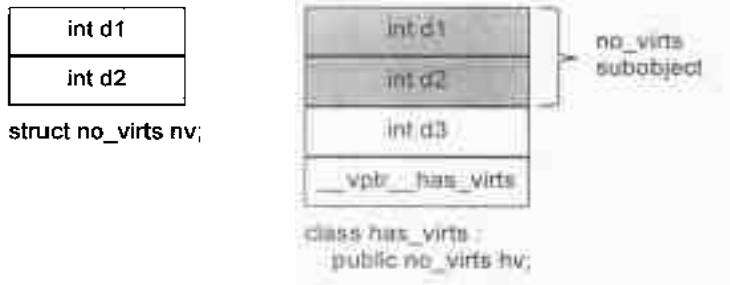 int d1
int d2
struct no_virts nv;
int d1
int d2
int d3
__vptr__has_virts
no_virts
subobject
class has_virts :
public no_virts hv;